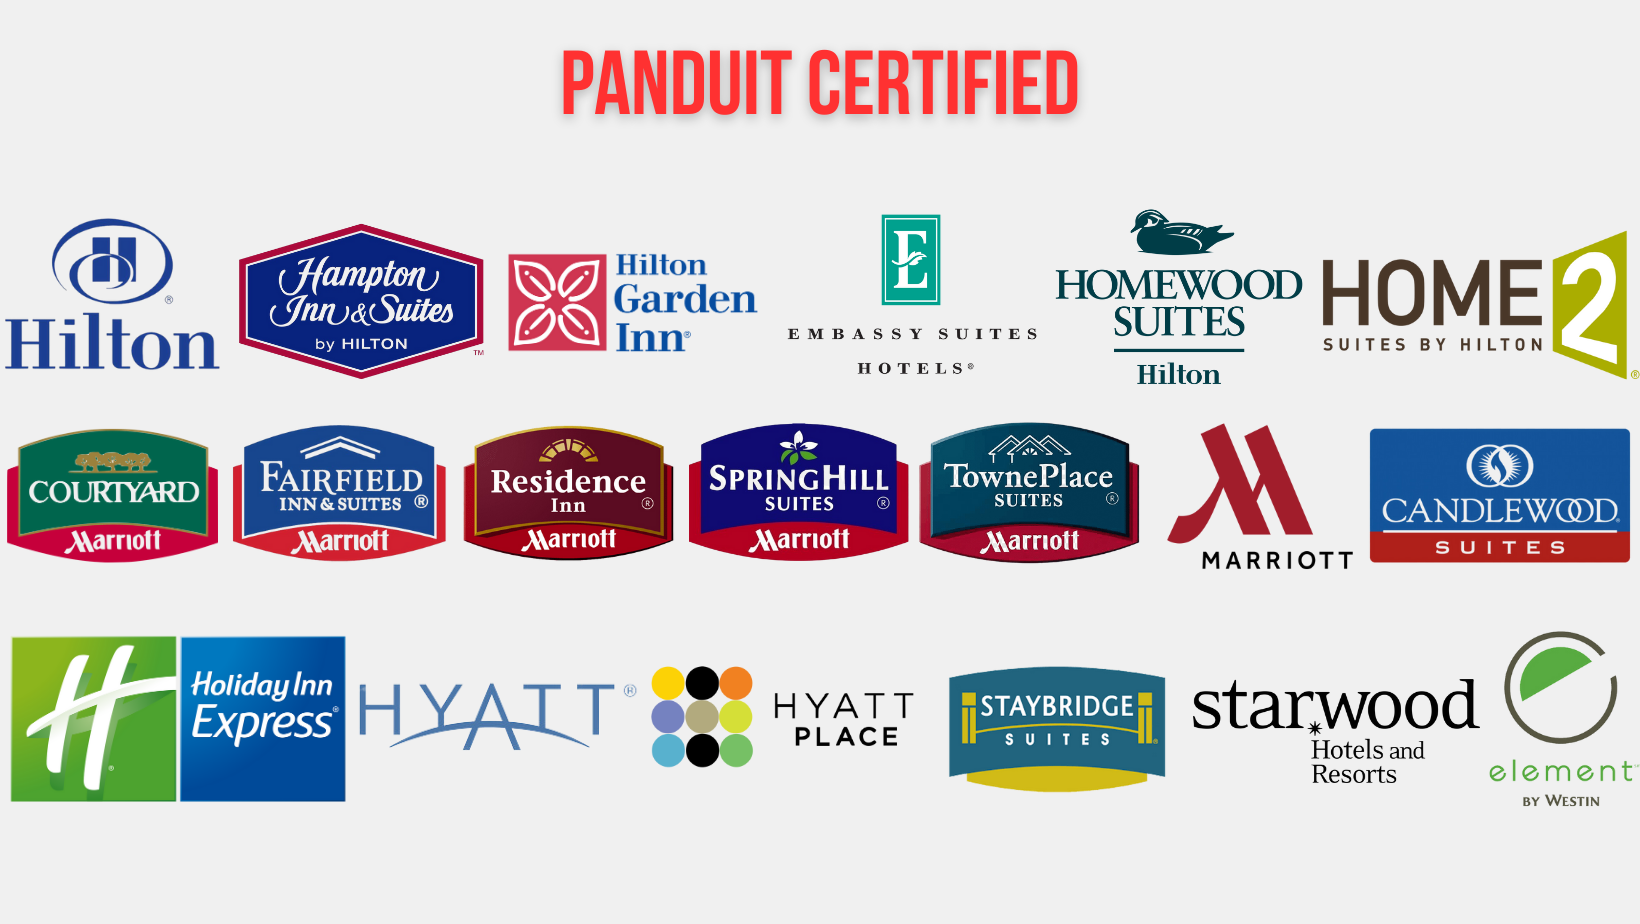 PANDUIT CERTIFIED
Hilton
®
Hampton
Inn & Suites
by HILTON
™
Hilton
Garden
Inn®
E
EMBASSY SUITES
HOTELS®
HOMEWOOD
SUITES
Hilton
HOME 2
SUITES BY HILTON
®
COURTYARD
Marriott
FAIRFIELD
INN & SUITES ®
Marriott
Residence
Inn ®
Marriott
SPRINGHILL
SUITES ®
Marriott
TownePlace
SUITES ®
Marriott
MARRIOTT
CANDLEWOOD
SUITES
H
Holiday Inn
Express®
HYATT®
HYATT
PLACE
STAYBRIDGE
SUITES
starwood
Hotels and
Resorts
element
BY WESTIN